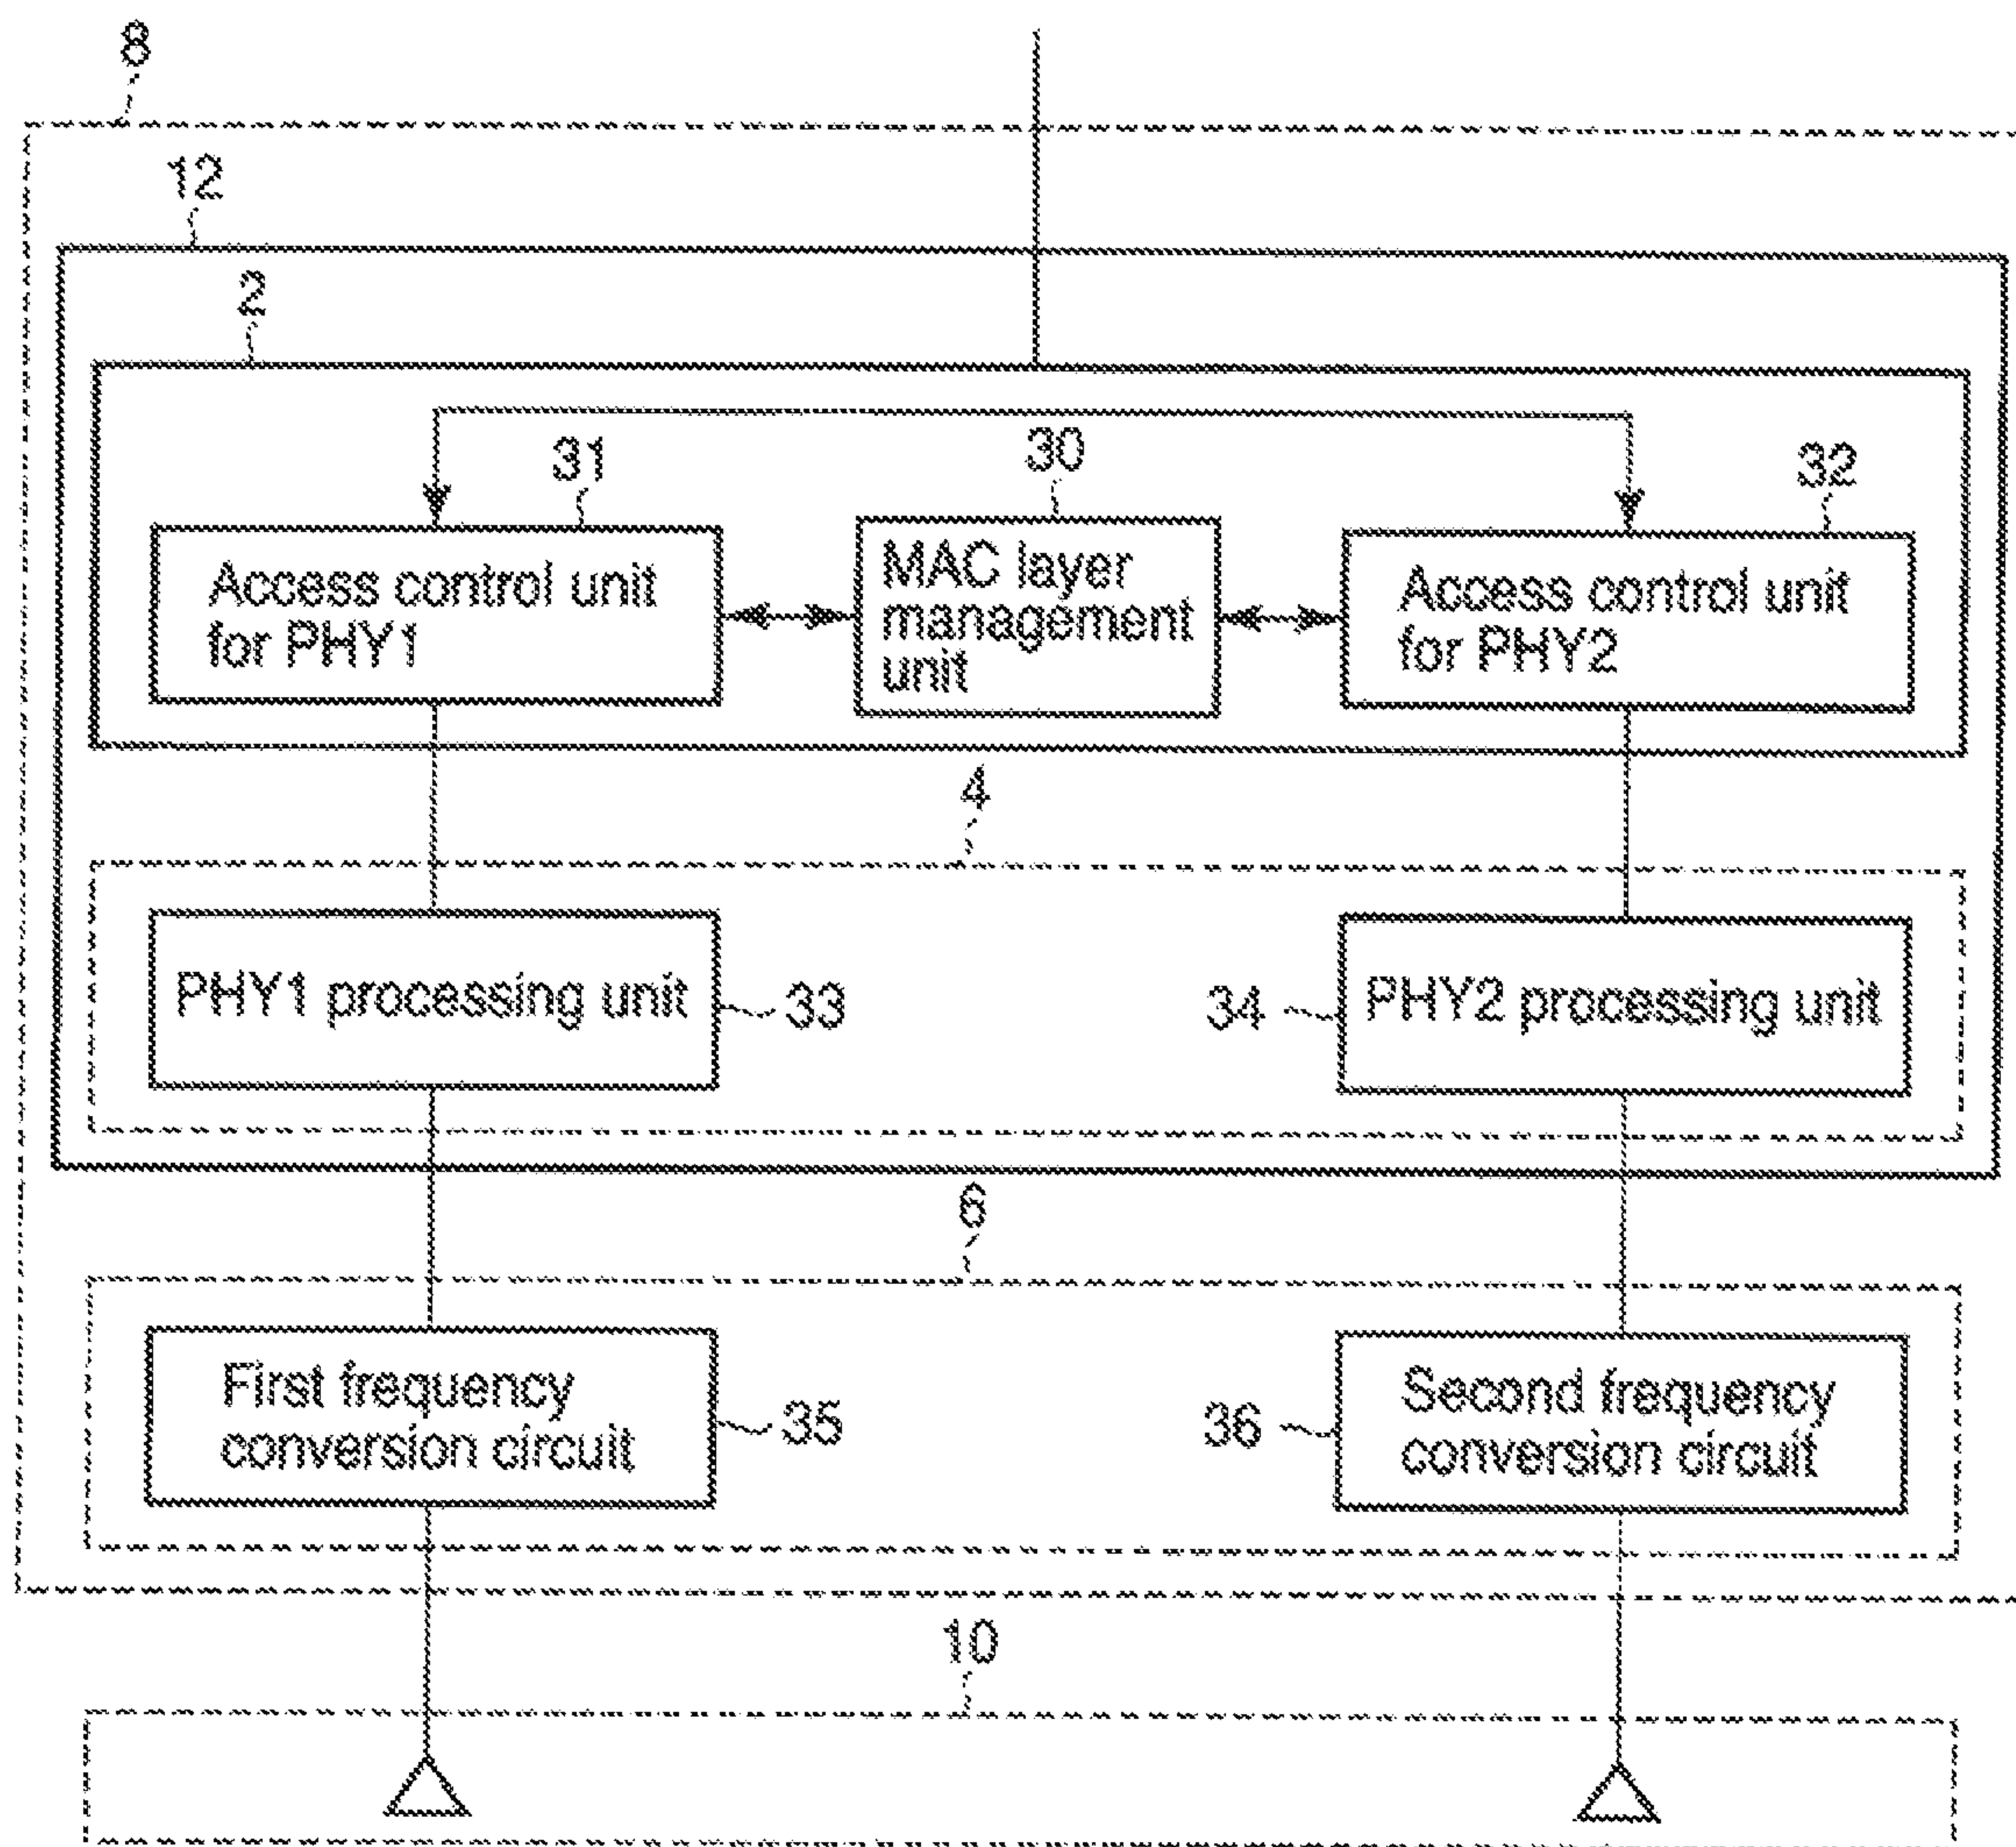 8
12
2
31
30
32
Access control unit
for PHY1
MAC layer
management
unit
Access control unit
for PHY2
4
PHY1 processing unit
33
34
PHY2 processing unit
6
First frequency
conversion circuit
35
36
Second frequency
conversion circuit
10